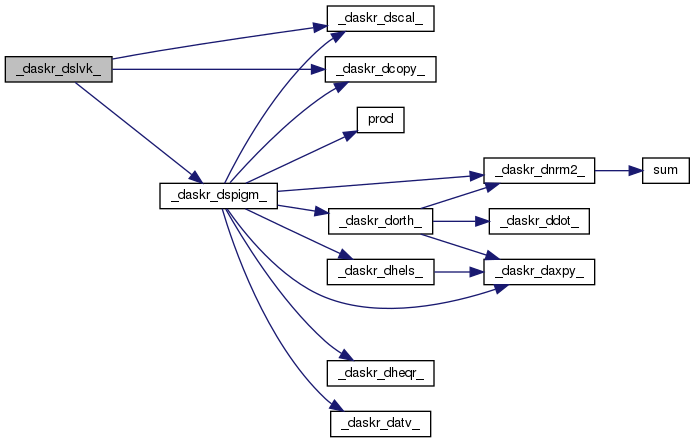 _daskr_dscal_
_daskr_dslvk_
_daskr_dcopy_
prod
_daskr_dnrm2_
sum
_daskr_dspigm_
_daskr_dorth_
_daskr_ddot_
_daskr_dhels_
_daskr_daxpy_
_daskr_dheqr_
_daskr_datv_